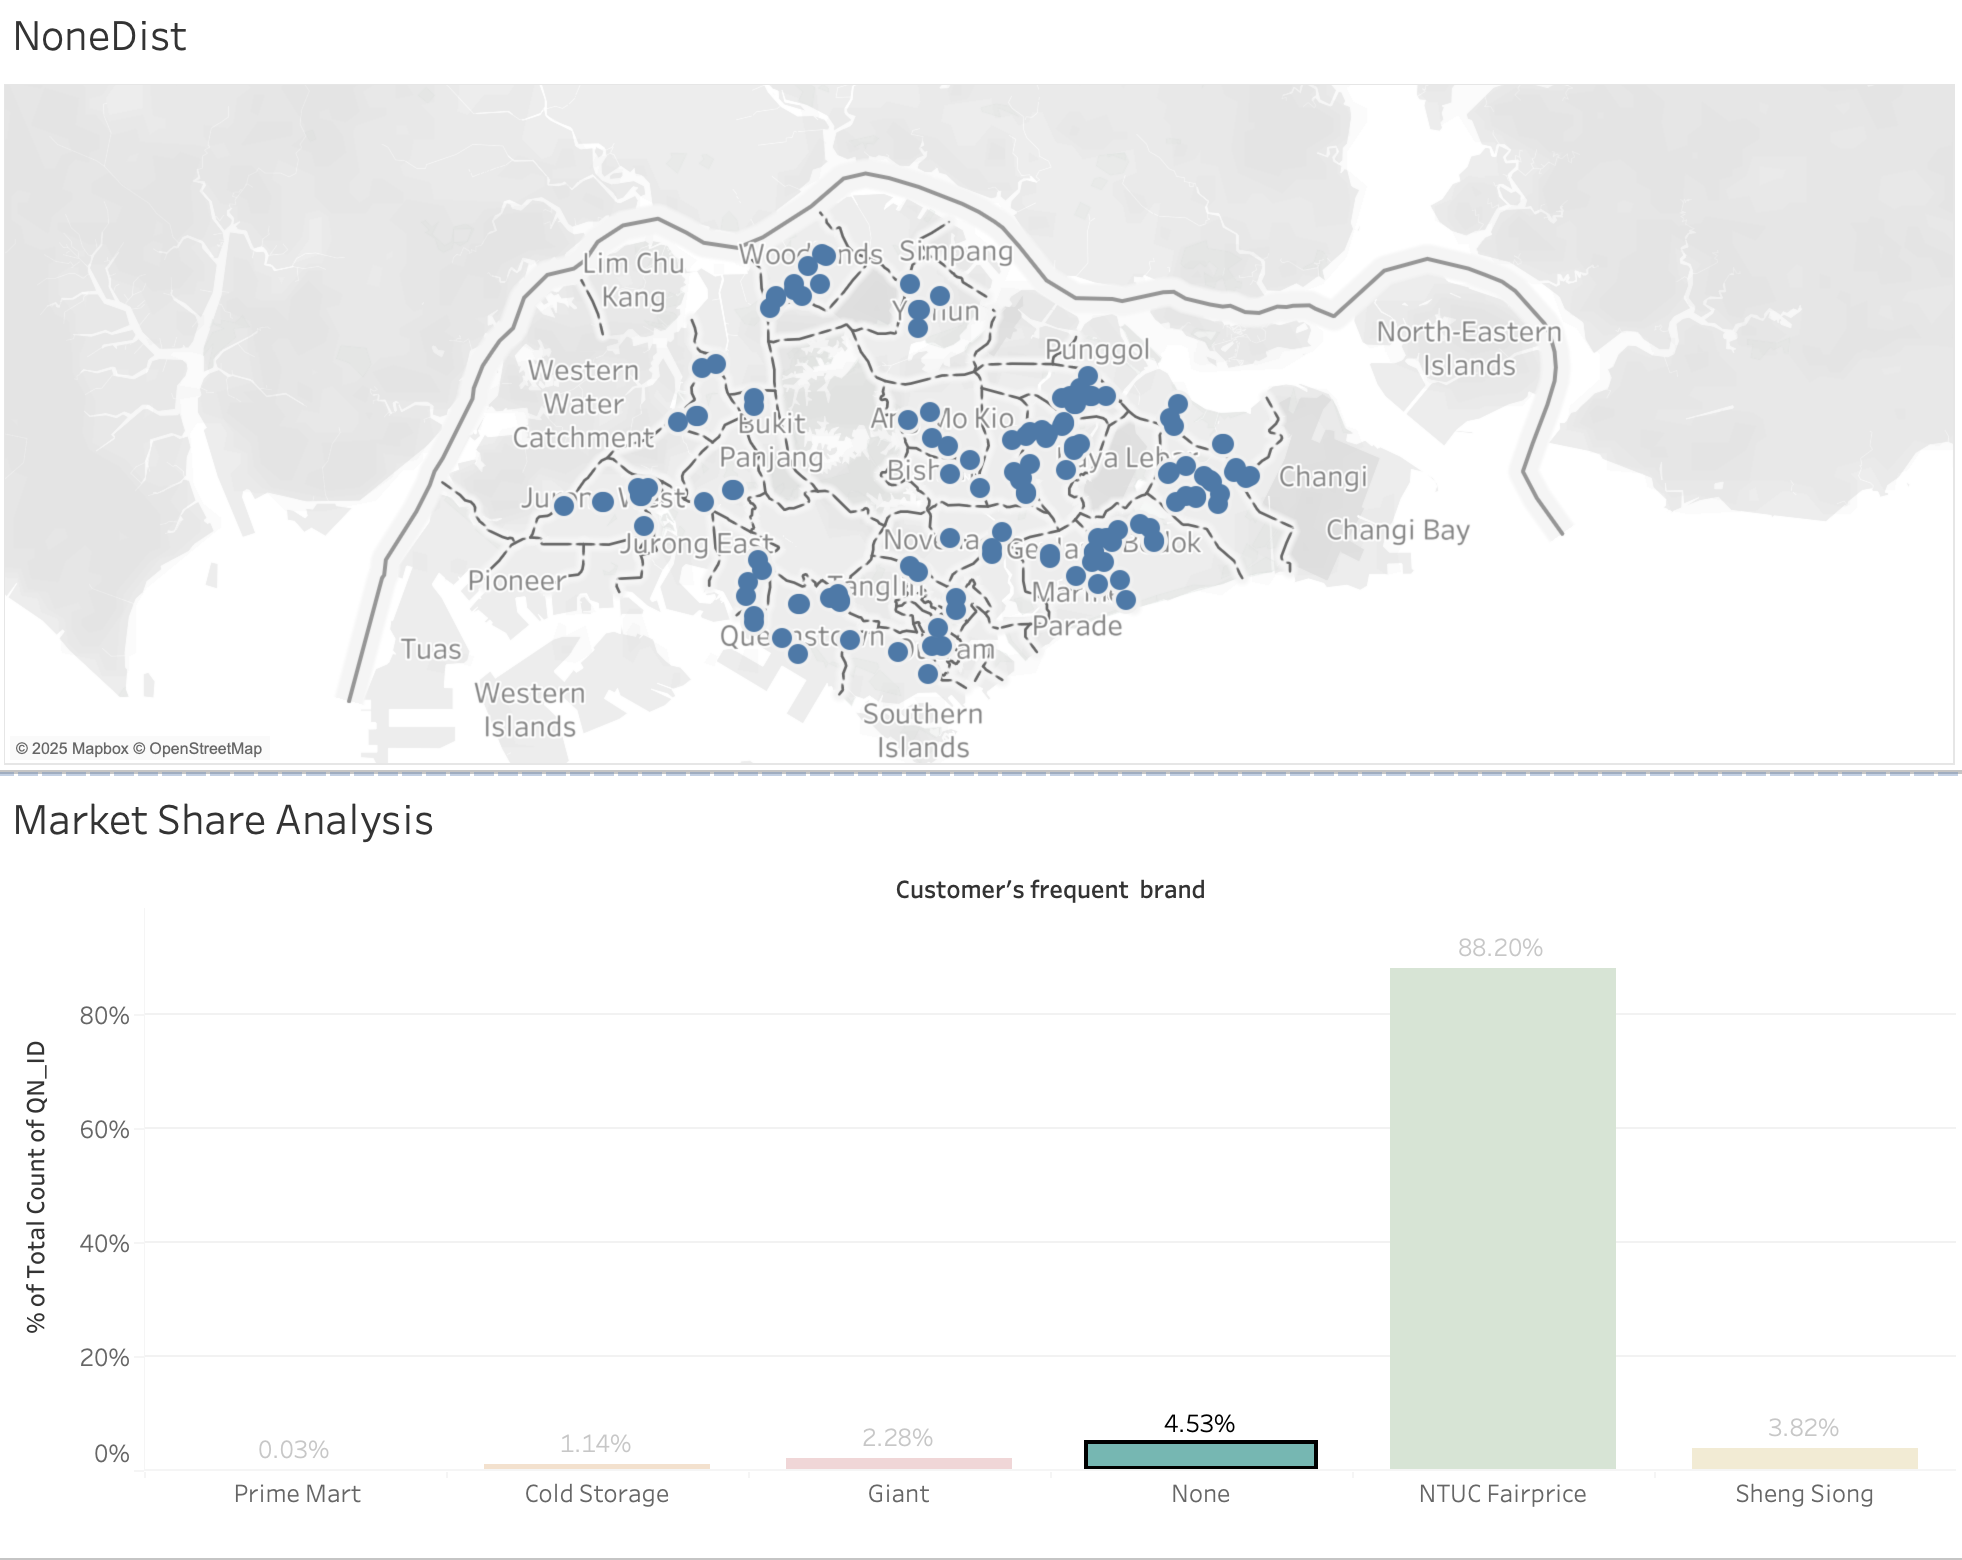 NoneDist
Simpang
Lim Chu
Kang
Punggol
North-Eastern
Islands
Western
Water
Catchment
Bukit
Panjang
Mo Kio
Changi
Changi Bay
Jurong East
Pioneer
Tuas
Parade
Western
Islands
Southern
Islands
© 2025 Mapbox © OpenStreetMap
Market Share Analysis
Customer's frequent brand
% of Total Count of QN_ID
80%
60%
40%
20%
0%
0.03%
1.14%
2.28%
4.53%
88.20%
3.82%
Prime Mart
Cold Storage
Giant
None
NTUC Fairprice
Sheng Siong